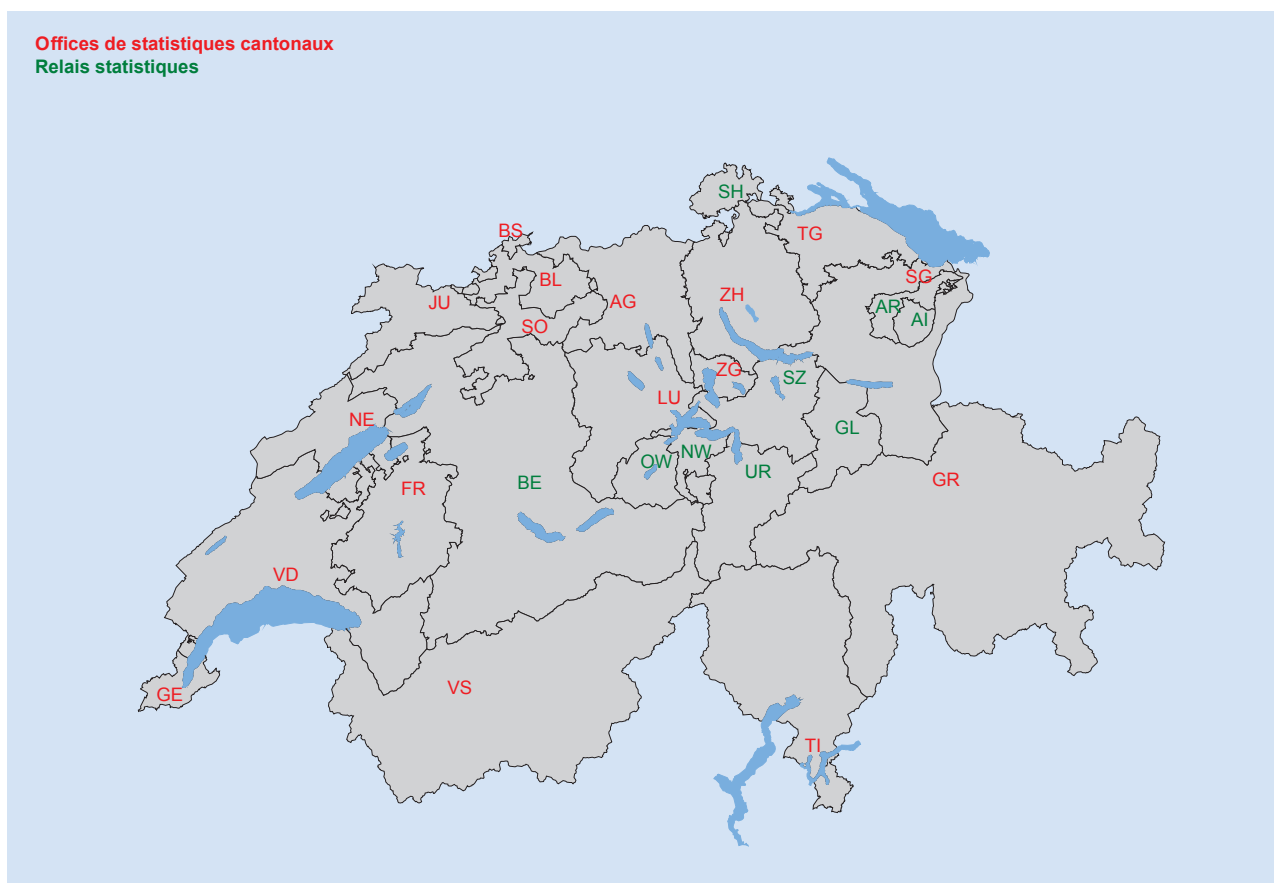 Offices de statistiques cantonaux
Relais statistiques
SH
BS
TG
BL
SG
JU
AG
ZH
AR
AI
SO
ZG
SZ
LU
NE
GL
OW
NW
UR
BE
FR
GR
VD
GE
VS
TI